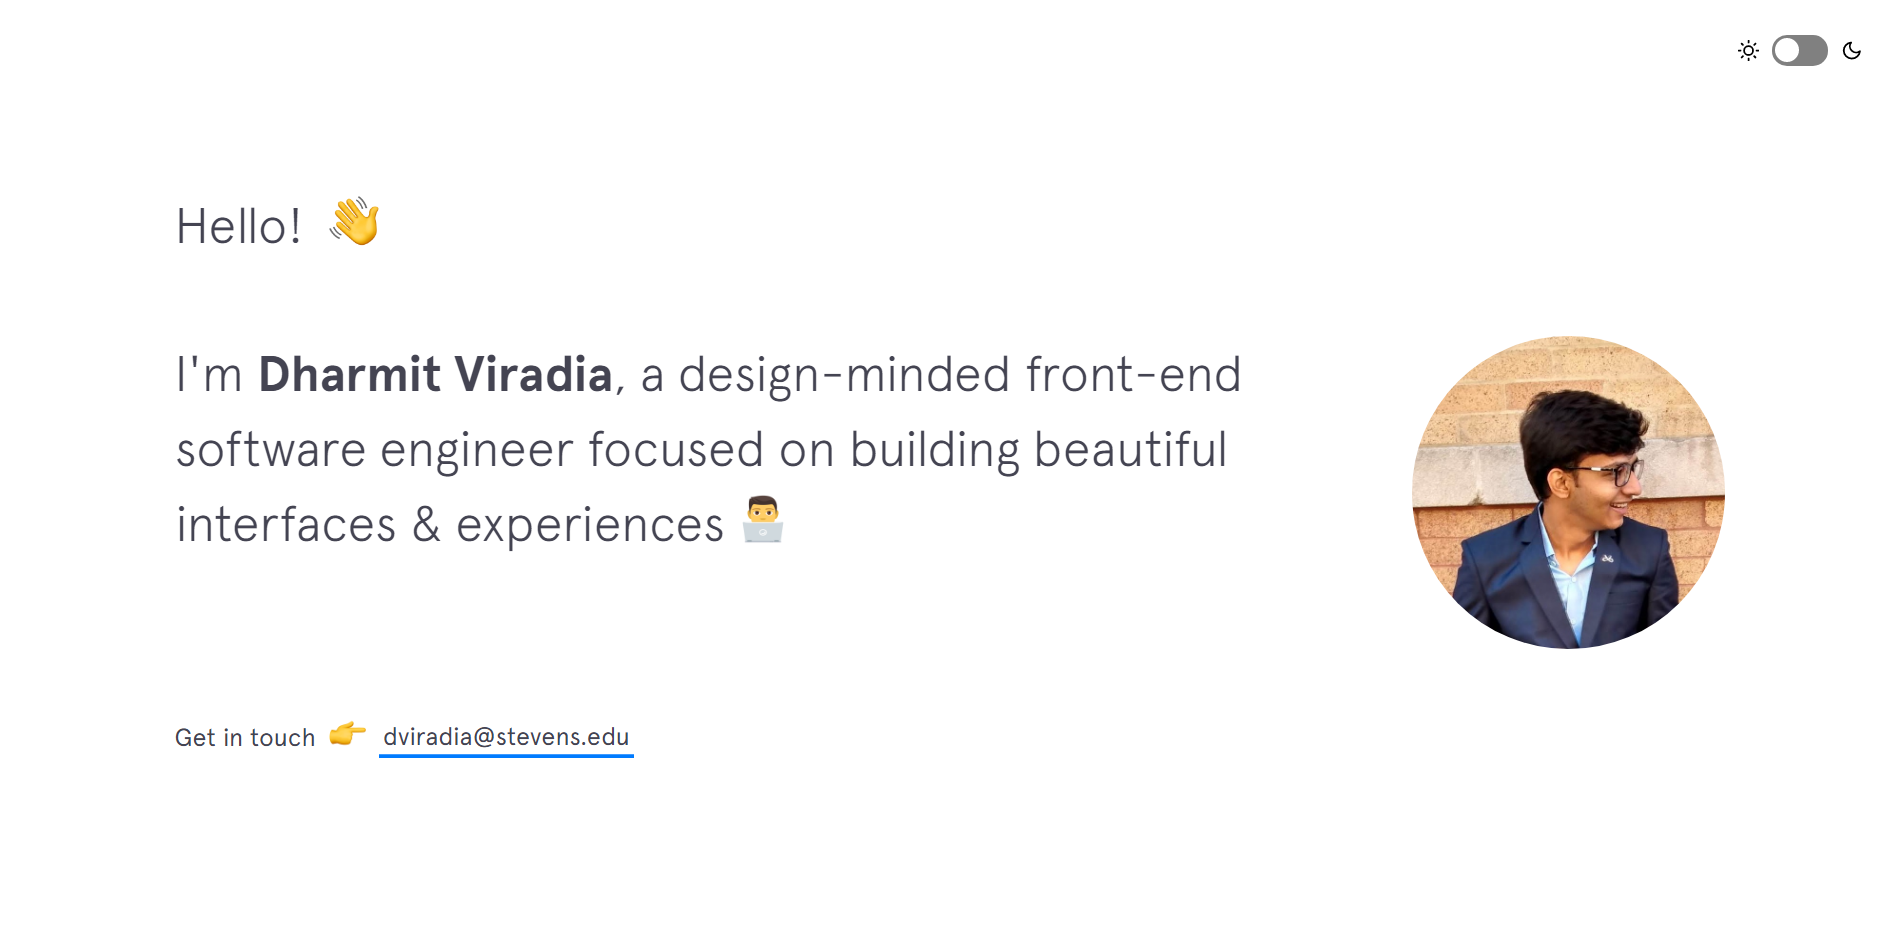 Hello! 👋
I'm Dharmit Viradia, a design-minded front-end
software engineer focused on building beautiful
interfaces & experiences 👨‍💻
Get in touch 👉 dviradia@stevens.edu